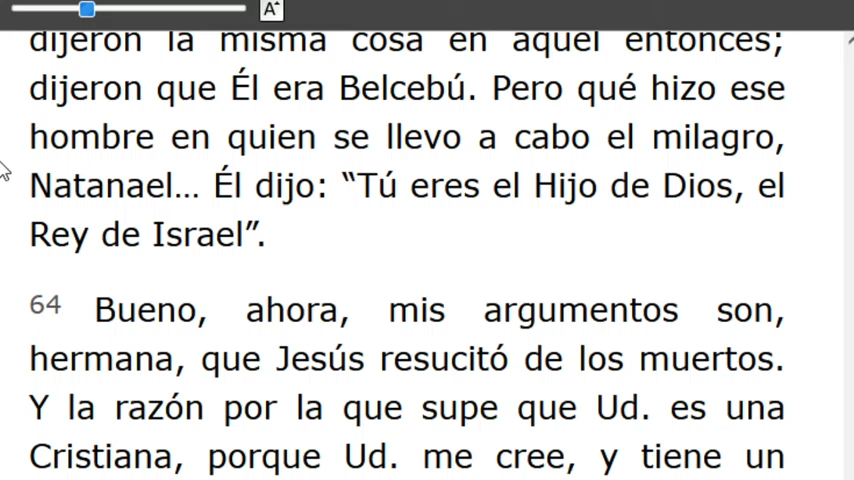 A
dijeron la misma cosa en aquel entonces;
dijeron que Él era Belcebú. Pero qué hizo ese
hombre en quien se llevo a cabo el milagro,
Natanael... Él dijo: “Tú eres el Hijo de Dios, el
Rey de Israel”.
64 Bueno, ahora, mis argumentos son,
hermana, que Jesús resucitó de los muertos.
Y la razón por la que supe que Ud. es una
Cristiana, porque Ud. me cree, y tiene un